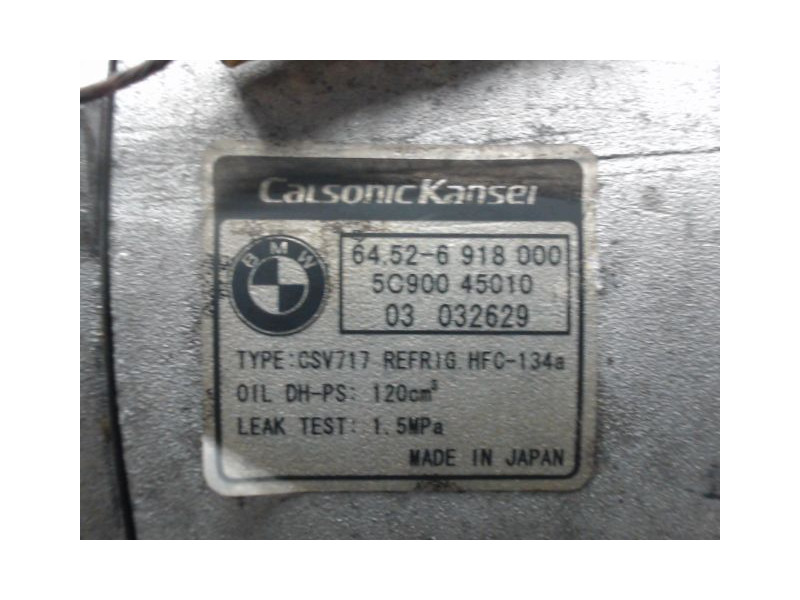 CalsonicKansei
BMW
64.52-6 918 000
5C900 45010
03 032629
TYPE:CSV717 REFRIG.HFC-134a
OIL DH-PS: 120cm³
LEAK TEST: 1.5MPa
MADE IN JAPAN